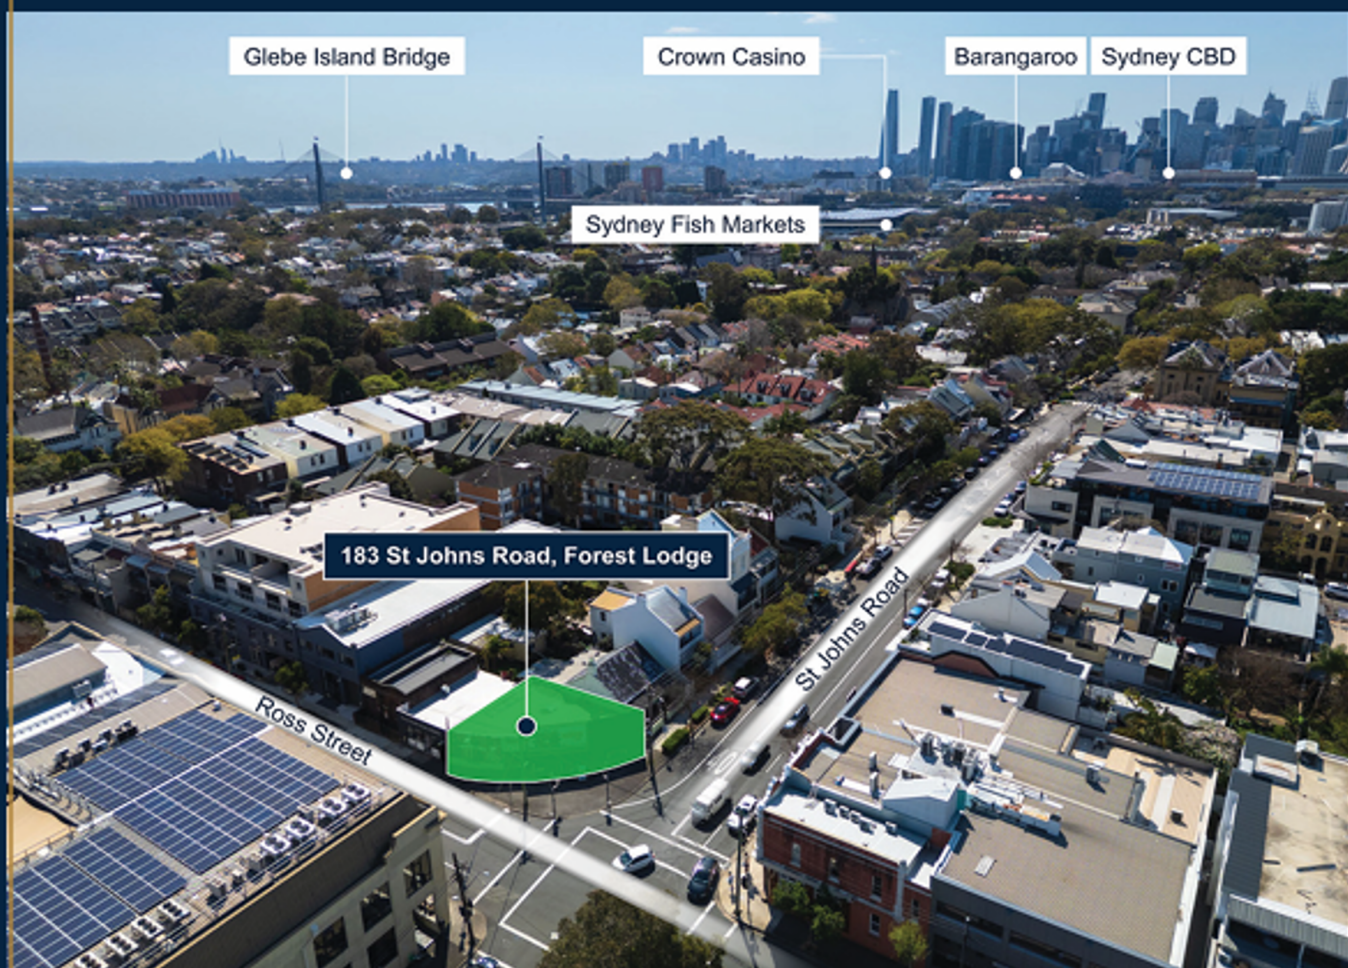 Glebe Island Bridge
Crown Casino
Barangaroo
Sydney CBD
Sydney Fish Markets
183 St Johns Road, Forest Lodge
St Johns Road
Ross Street